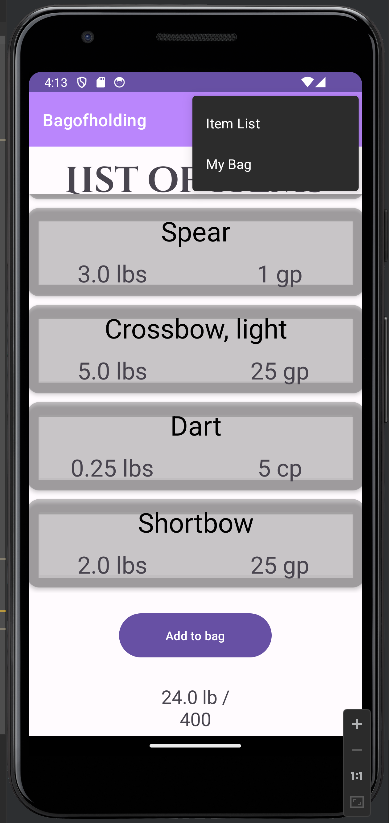 4:13
Bagofholding
Item List
My Bag
LIST OF
Spear
3.0 lbs 1 gp
Crossbow, light
5.0 lbs 25 gp
Dart
0.25 lbs 5 cp
Shortbow
2.0 lbs 25 gp
Add to bag
24.0 lb /
400
1:1